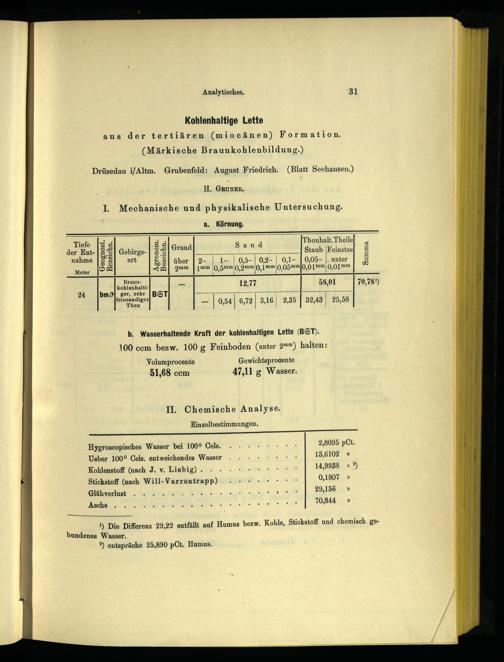 Analytisches. 31
Kohlenhaltige Lette
aus der tertiären (miocänen) Formation.
(Märkische Braunkohlenbildung.)
Drüsedau i/Altm. Grubenfeld: August Friedrich. (Blatt Seehausen.)
H. GRUNER.
I. Mechanische und physikalische Untersuchung.
a. Körnung.
Tiefe der Entnahme Meter
Geognost. Bezeichn.
Gebirgsart
Agronom. Bezeichn.
Grand über 2mm
Sand
2–1mm 1–0,5mm 0,5–0,2mm 0,2–0,1mm 0,1–0,05mm
Thonhalt. Theile
Staub 0,05–0,01mm Feinstes unter 0,01mm
Summa
24
Braunkohlenhaltiger, sehr feinsandiger Thon
— 12,77 58,01 70,78¹)
— 0,54 6,72 3,16 2,35 32,43 25,58
b. Wasserhaltende Kraft der kohlenhaltigen Lette (B⊖T).
100 ccm bezw. 100 g Feinboden (unter 2mm) halten:
Volumprocente Gewichtsprocente
51,68 ccm 47,11 g Wasser.
II. Chemische Analyse.
Einzelbestimmungen.
Hygroscopisches Wasser bei 100° Cels. . . . . . . . . 2,8095 pCt.
Ueber 100° Cels. entweichendes Wasser . . . . . . . . 13,6102 »
Kohlenstoff (nach J. v. Liebig) . . . . . . . . . . 14,9938 » ²)
Stickstoff (nach Will-Varrentrapp) . . . . . . . . . 0,1807 »
Glühverlust . . . . . . . . . . . . . . . . 29,156 »
Asche . . . . . . . . . . . . . . . . . . 70,844 »
¹) Die Differenz 29,22 entfällt auf Humus bezw. Kohle, Stickstoff und chemisch ge-
bundenes Wasser.
²) entspräche 25,890 pCt. Humus.